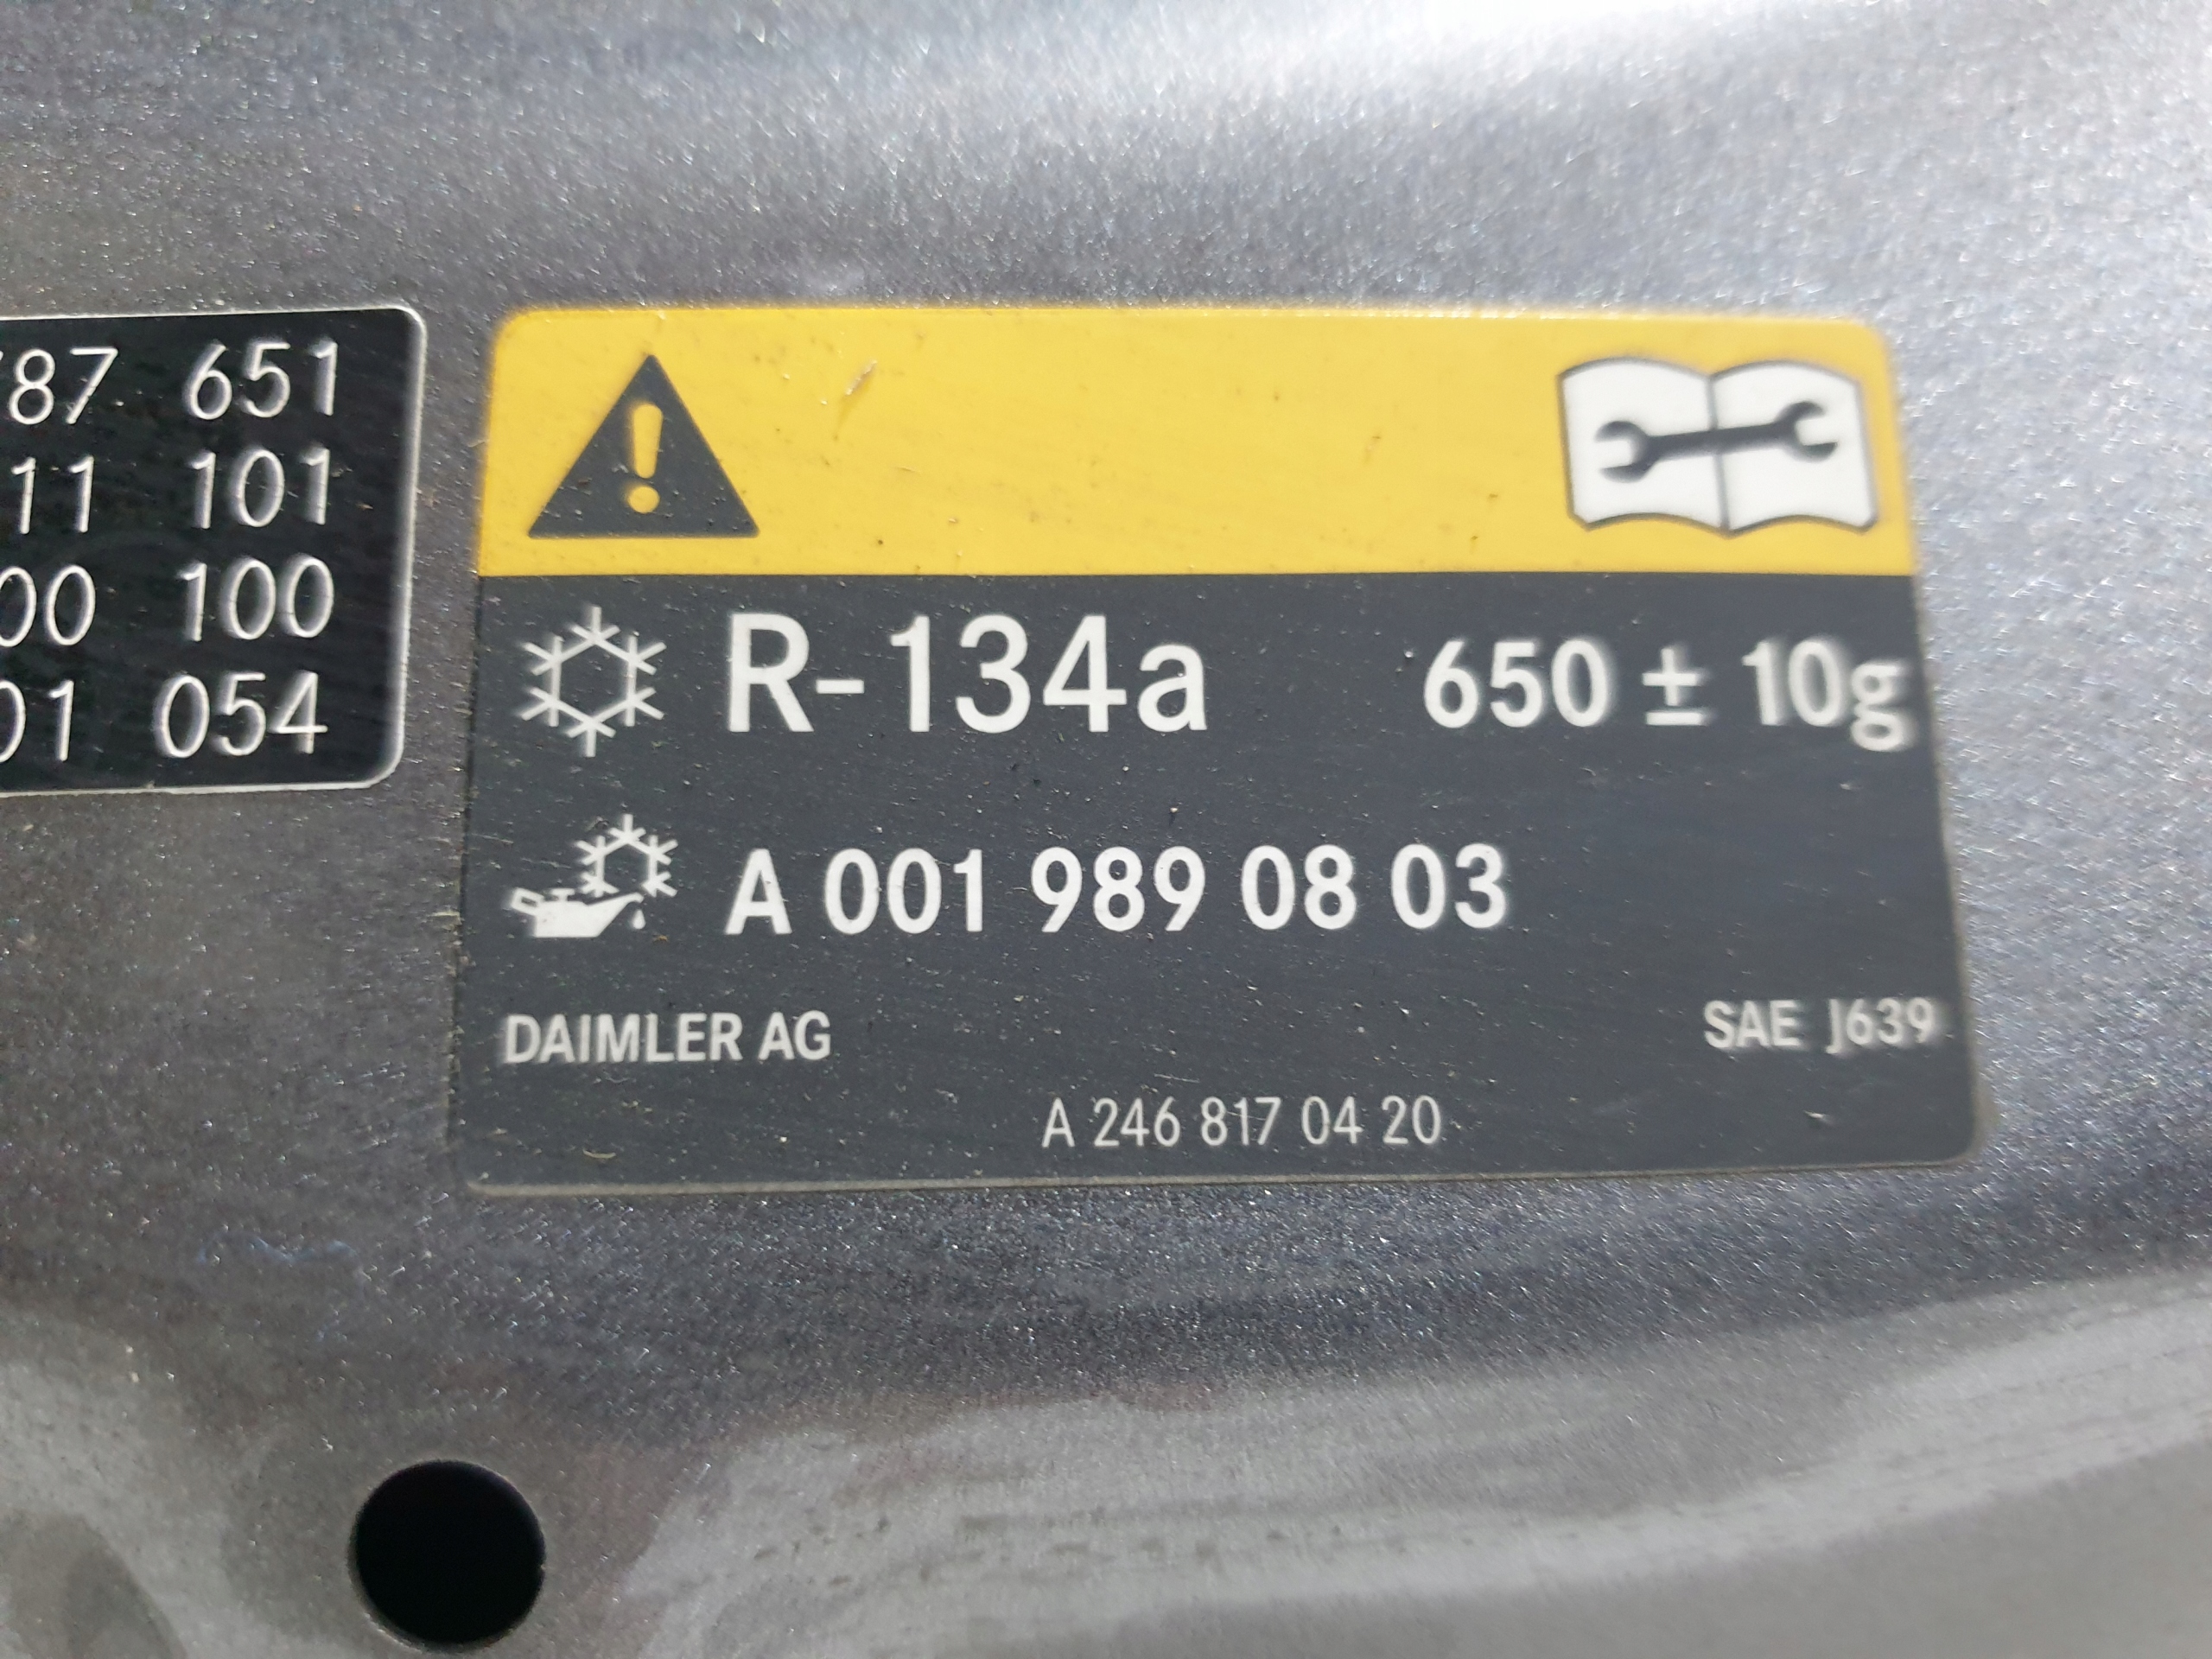 87 651
11 101
00 100
01 054
R-134a 650 ± 10g
A 001 989 08 03
DAIMLER AG SAE J639
A 246 817 04 20